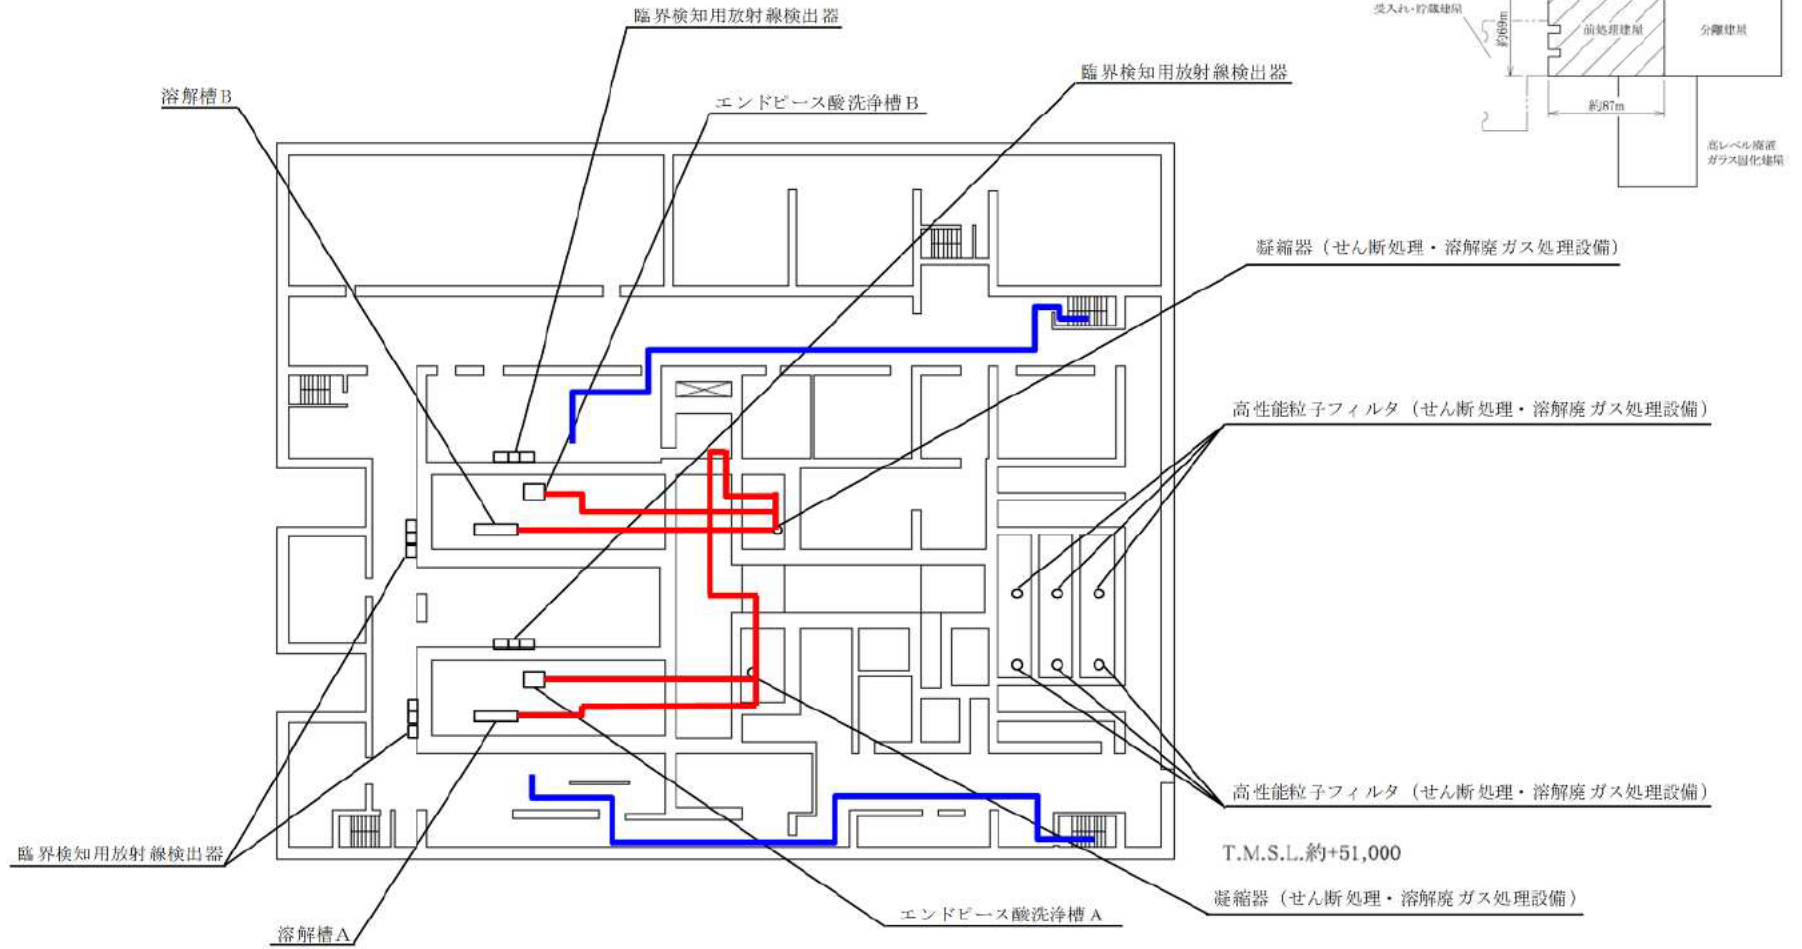 臨界検知用放射線検出器
受入れ・貯蔵建屋
約69m
前処理建屋
分離建屋
臨界検知用放射線検出器
溶解槽B
エンドピース酸洗浄槽B
約87m
高レベル廃液
ガラス固化建屋
凝縮器（せん断処理・溶解廃ガス処理設備）
高性能粒子フィルタ（せん断処理・溶解廃ガス処理設備）
高性能粒子フィルタ（せん断処理・溶解廃ガス処理設備）
臨界検知用放射線検出器
T.M.S.L.約+51,000
凝縮器（せん断処理・溶解廃ガス処理設備）
エンドピース酸洗浄槽A
溶解槽A